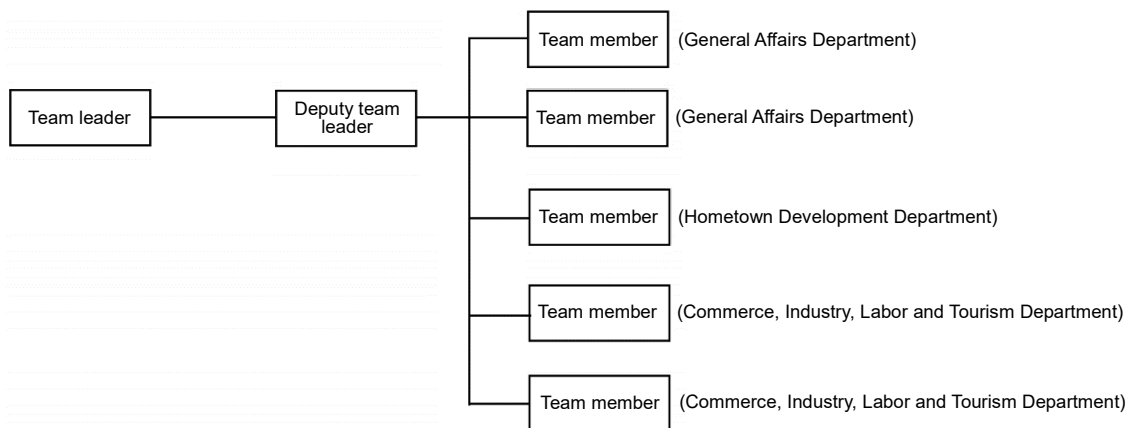 Team member (General Affairs Department)
Team leader
Deputy team
leader
Team member (General Affairs Department)
Team member (Hometown Development Department)
Team member (Commerce, Industry, Labor and Tourism Department)
Team member (Commerce, Industry, Labor and Tourism Department)